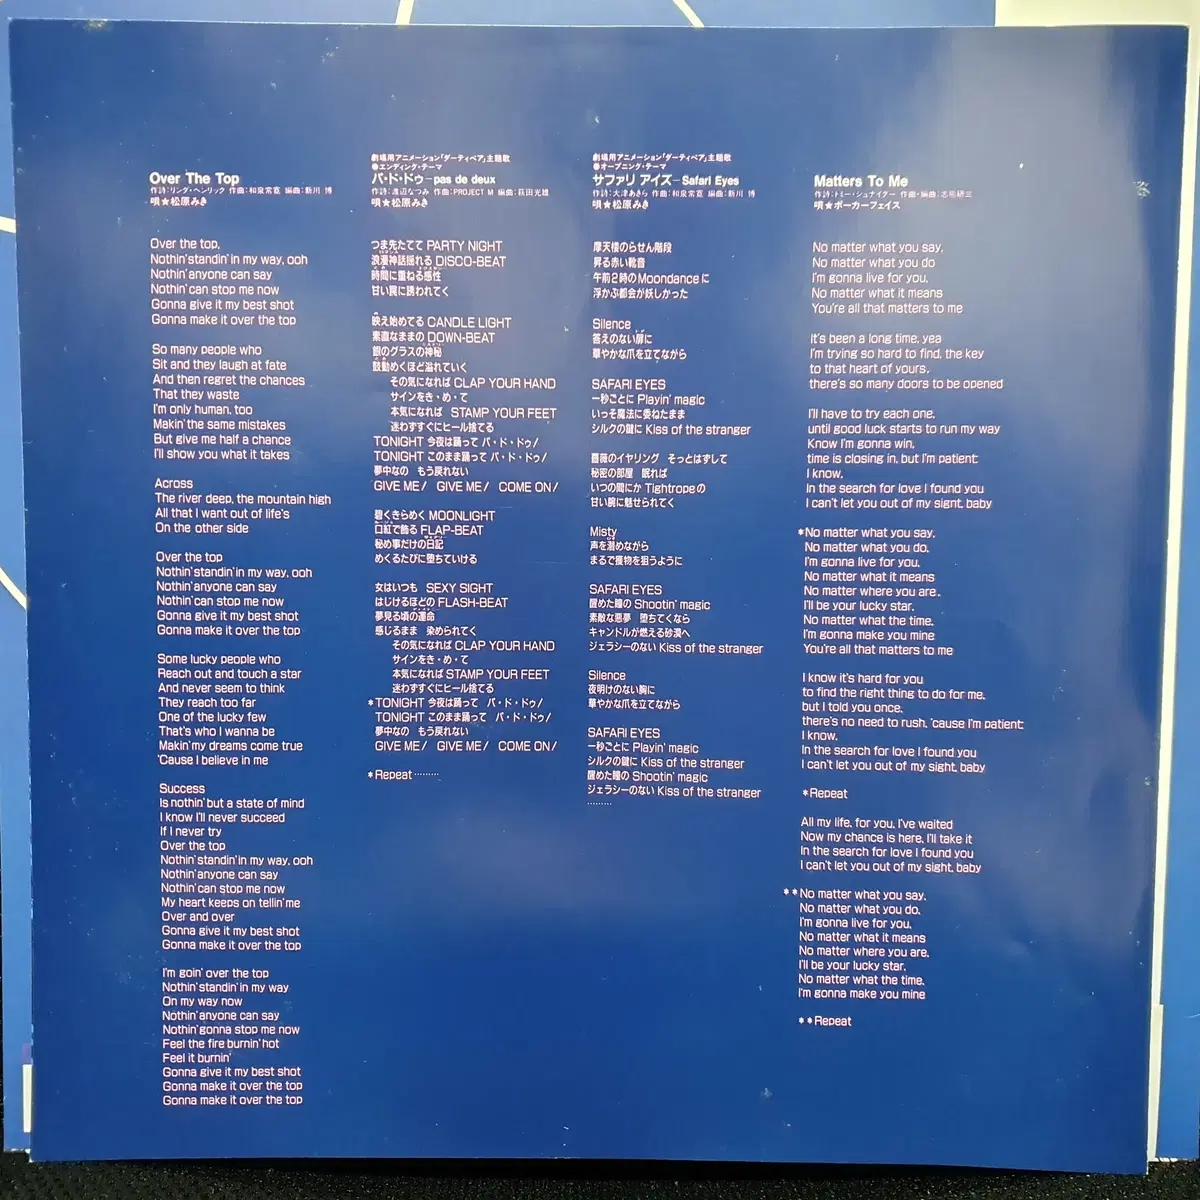 Over The Top
作詩：リンダ・ヘンリック 作曲：和泉常寛 編曲：新川 博
唄★松原みき
Over the top,
Nothin' standin' in my way, ooh
Nothin' anyone can say
Nothin' can stop me now
Gonna give it my best shot
Gonna make it over the top
So many people who
Sit and they laugh at fate
And then regret the chances
That they waste
I'm only human, too
Makin' the same mistakes
But give me half a chance
I'll show you what it takes
Across
The river deep, the mountain high
All that I want out of life's
On the other side
Over the top
Nothin' standin' in my way, ooh
Nothin' anyone can say
Nothin' can stop me now
Gonna give it my best shot
Gonna make it over the top
Some lucky people who
Reach out and touch a star
And never seem to think
They reach too far
One of the lucky few
That's who I wanna be
Makin' my dreams come true
'Cause I believe in me
Success
Is nothin' but a state of mind
I know I'll never succeed
If I never try
Over the top
Nothin' standin' in my way, ooh
Nothin' anyone can say
Nothin' can stop me now
My heart keeps on tellin' me
Over and over
Gonna give it my best shot
Gonna make it over the top
I'm goin' over the top
Nothin' standin' in my way
On my way now
Nothin' anyone can say
Nothin' gonna stop me now
Feel the fire burnin' hot
Feel it burnin'
Gonna give it my best shot
Gonna make it over the top
Gonna make it over the top
劇場用アニメーション「ダーティペア」主題歌
●エンディング・テーマ
パ・ド・ドゥ－pas de deux
作詩：渡辺なつみ 作曲：PROJECT M 編曲：萩田光雄
唄★松原みき
つま先たてて PARTY NIGHT
浪漫神話揺れる DISCO-BEAT
時間に重ねる感性
甘い罠に誘われてく
映え始めてる CANDLE LIGHT
素直なままの DOWN-BEAT
銀のグラスの神秘
鼓動めくほど溢れていく
その気になれば CLAP YOUR HAND
サインをき・め・て
本気になれば STAMP YOUR FEET
迷わずすぐにヒール捨てる
TONIGHT 今夜は踊って パ・ド・ドゥ！
TONIGHT このまま踊って パ・ド・ドゥ！
夢中なの もう戻れない
GIVE ME！ GIVE ME！ COME ON！
碧くきらめく MOONLIGHT
口紅で飾る FLAP-BEAT
秘め事だけの日記
めくるたびに堕ちていける
女はいつも SEXY SIGHT
はじけるほどの FLASH-BEAT
夢見る頃の運命
感じるまま 染められてく
その気になれば CLAP YOUR HAND
サインをき・め・て
本気になれば STAMP YOUR FEET
迷わずすぐにヒール捨てる
*TONIGHT 今夜は踊って パ・ド・ドゥ！
TONIGHT このまま踊って パ・ド・ドゥ！
夢中なの もう戻れない
GIVE ME！ GIVE ME！ COME ON！
*Repeat………
劇場用アニメーション「ダーティペア」主題歌
●オープニング・テーマ
サファリ アイズ－Safari Eyes
作詩：大津あきら 作曲：和泉常寛 編曲：新川 博
唄★松原みき
摩天楼のらせん階段
昇る赤い靴音
午前2時のMoondanceに
浮かぶ都会が妖しかった
Silence
答えのない扉に
華やかな爪を立てながら
SAFARI EYES
一秒ごとに Playin' magic
いっそ魔法に委ねたまま
シルクの鍵に Kiss of the stranger
薔薇のイヤリング そっとはずして
秘密の部屋 眠れば
いつの間にか Tightropeの
甘い腕に魅せられてく
Misty
声を潜めながら
まるで獲物を狙うように
SAFARI EYES
醒めた瞳の Shootin' magic
素敵な悪夢 堕ちてくなら
キャンドルが燃える砂漠へ
ジェラシーのない Kiss of the stranger
Silence
夜明けのない胸に
華やかな爪を立てながら
SAFARI EYES
一秒ごとに Playin' magic
シルクの鍵に Kiss of the stranger
醒めた瞳の Shootin' magic
ジェラシーのない Kiss of the stranger
………
Matters To Me
作詩：トミー・シュナイダー 作曲・編曲：志熊研三
唄★ポーカーフェイス
No matter what you say,
No matter what you do
I'm gonna live for you,
No matter what it means
You're all that matters to me
It's been a long time, yea
I'm trying so hard to find, the key
to that heart of yours,
there's so many doors to be opened
I'll have to try each one,
until good luck starts to run my way
Know I'm gonna win,
time is closing in, but I'm patient;
I know,
In the search for love I found you
I can't let you out of my signt, baby
*No matter what you say,
No matter what you do,
I'm gonna live for you,
No matter what it means
No matter where you are,
I'll be your lucky star,
No matter what the time,
I'm gonna make you mine
You're all that matters to me
I know it's hard for you
to find the right thing to do for me,
but I told you once,
there's no need to rush, 'cause I'm patient;
I know,
In the search for love I found you
I can't let you out of my sight, baby
*Repeat
All my life, for you, I've waited
Now my chance is here, I'll take it
In the search for love I found you
I can't let you out of my sight, baby
**No matter what you say,
No matter what you do,
I'm gonna live for you,
No matter what it means
No matter where you are,
I'll be your lucky star,
No matter what the time,
I'm gonna make you mine
**Repeat